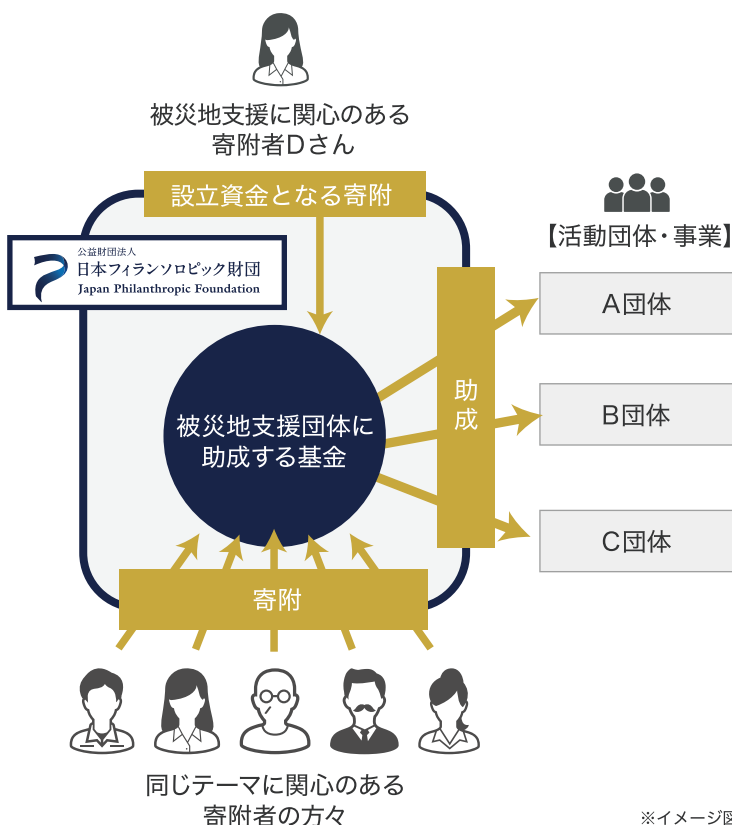 被災地支援に関心のある
寄附者Dさん
設立資金となる寄附
公益財団法人
日本フィランソロピック財団
Japan Philanthropic Foundation
【活動団体・事業】
A団体
助成
被災地支援団体に
助成する基金
B団体
C団体
寄附
同じテーマに関心のある
寄附者の方々
※イメージ図